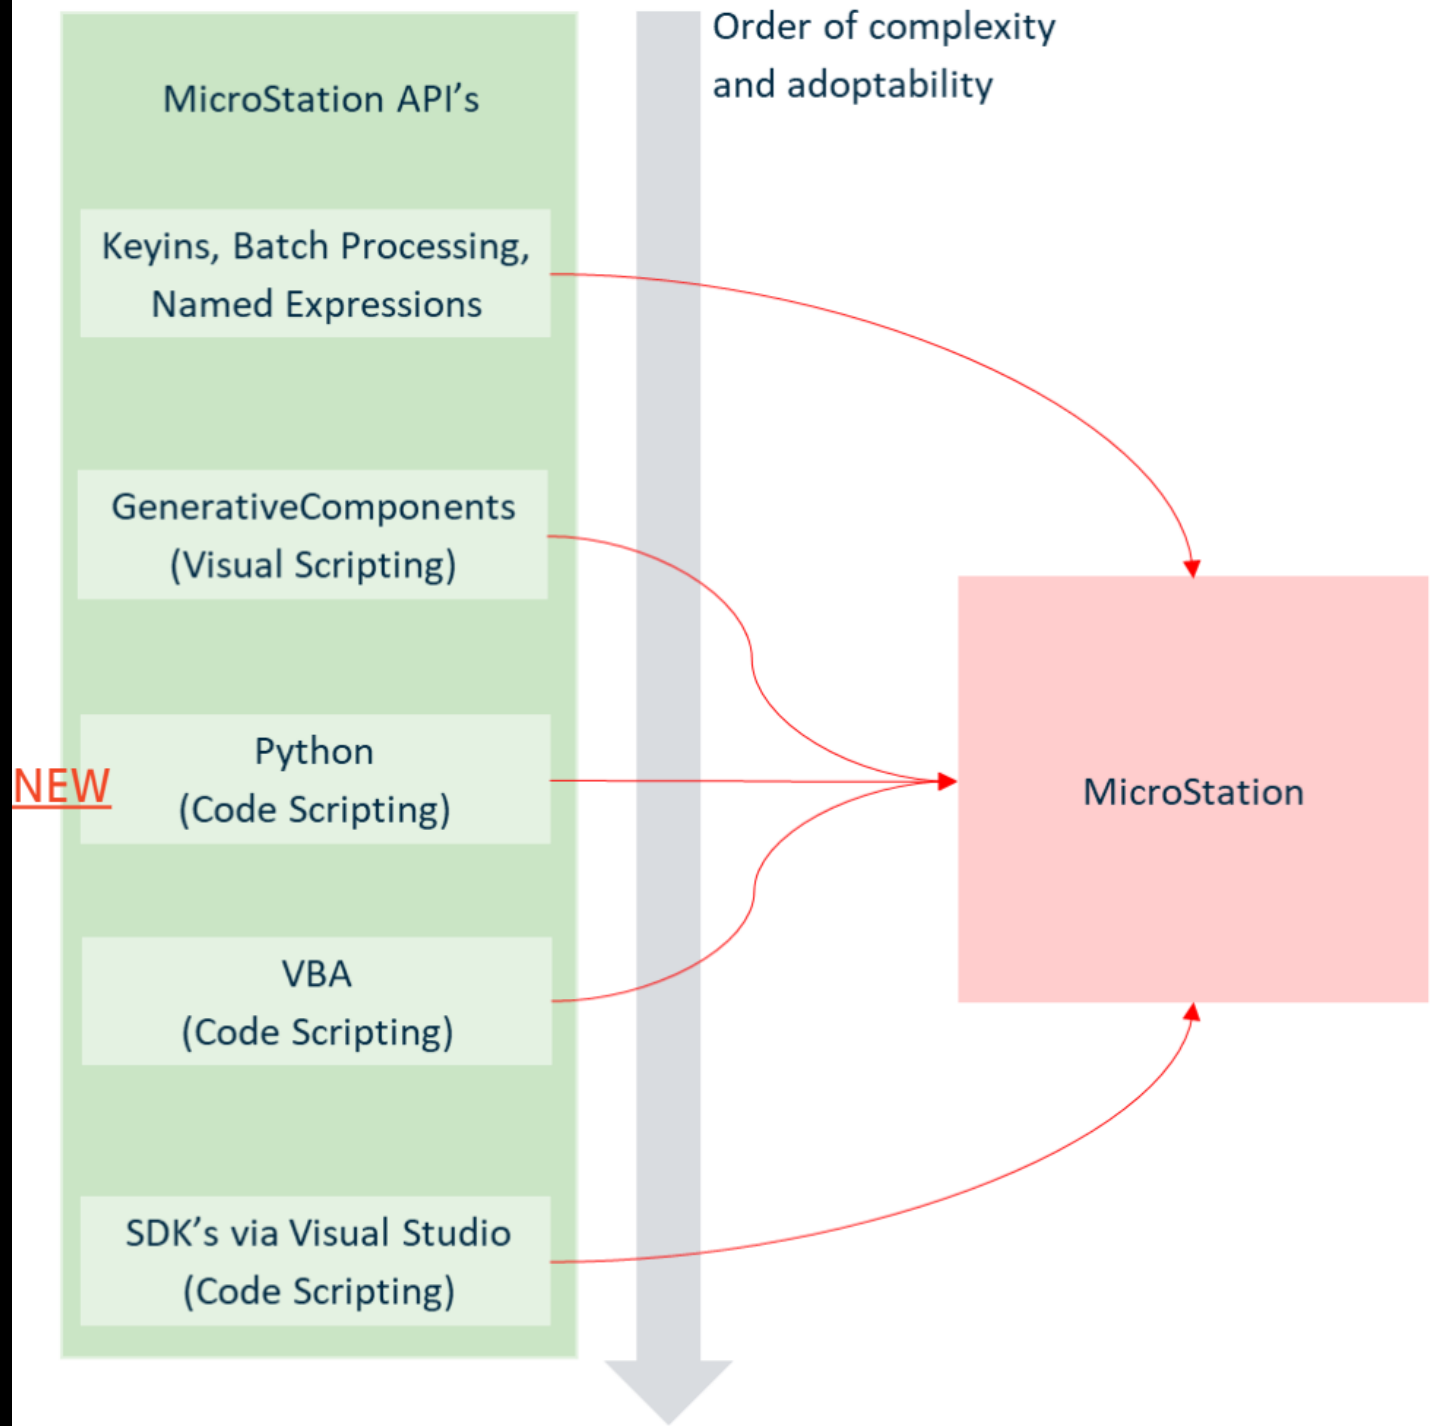 Order of complexity
and adoptability
MicroStation API’s
Keyins, Batch Processing,
Named Expressions
GenerativeComponents
(Visual Scripting)
NEW
Python
(Code Scripting)
MicroStation
VBA
(Code Scripting)
SDK’s via Visual Studio
(Code Scripting)